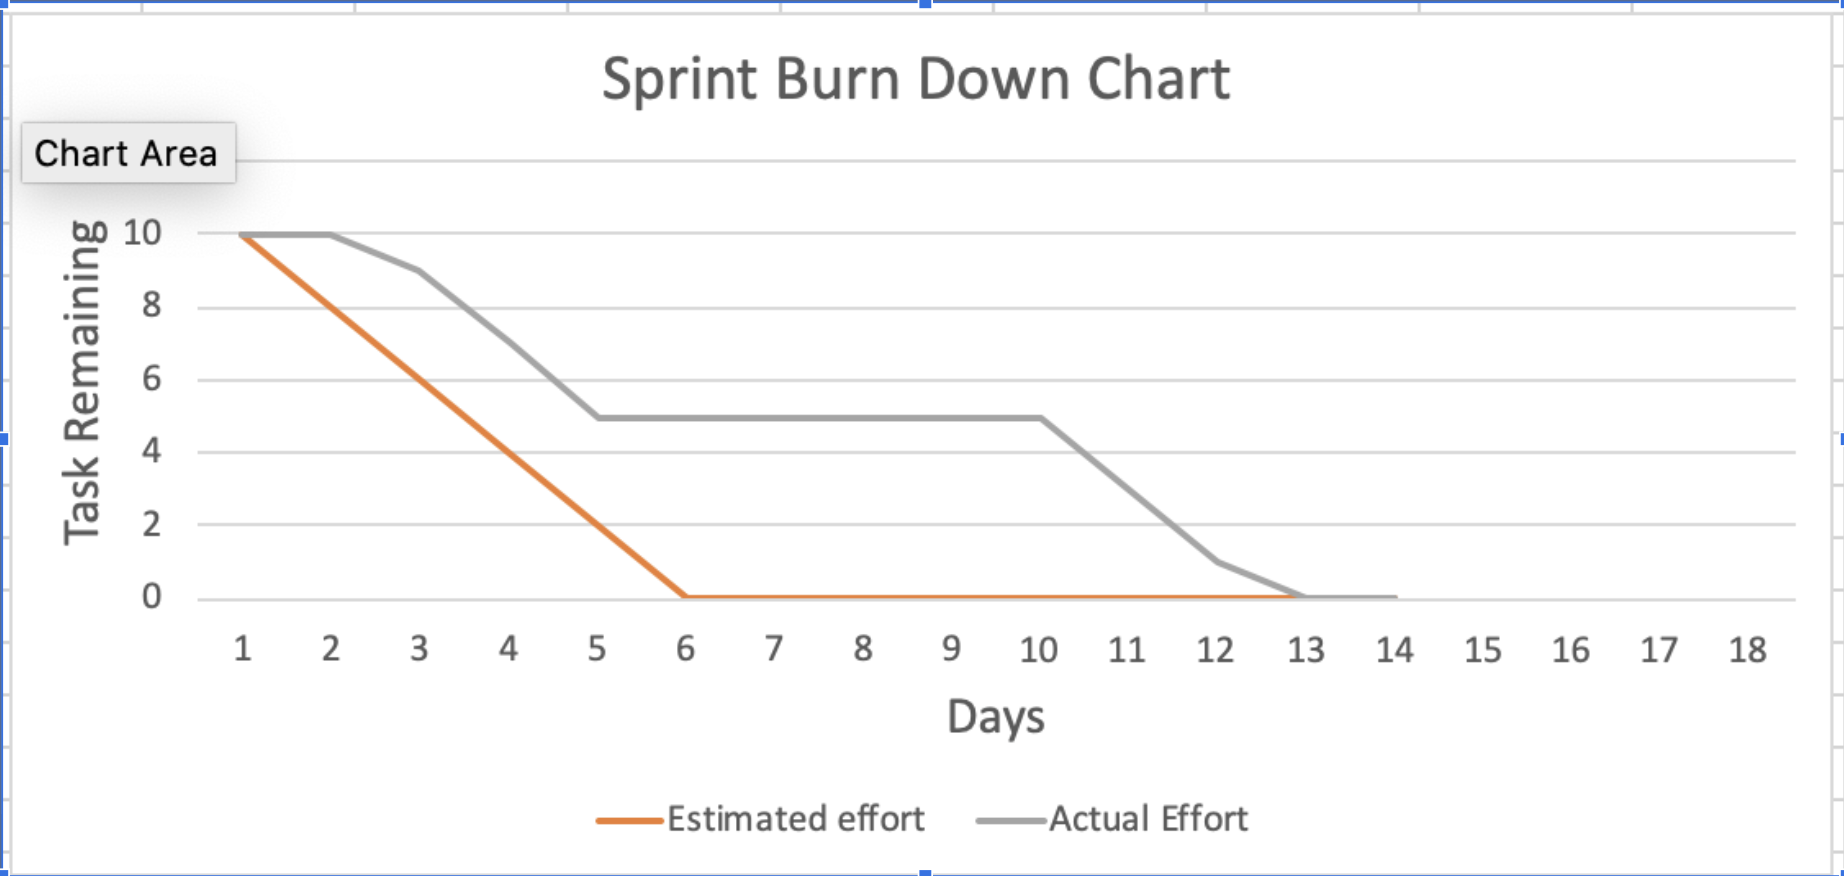 Sprint Burn Down Chart
Chart Area
Task Remaining
10
8
6
4
2
0
1 2 3 4 5 6 7 8 9 10 11 12 13 14 15 16 17 18
Days
Estimated effort Actual Effort